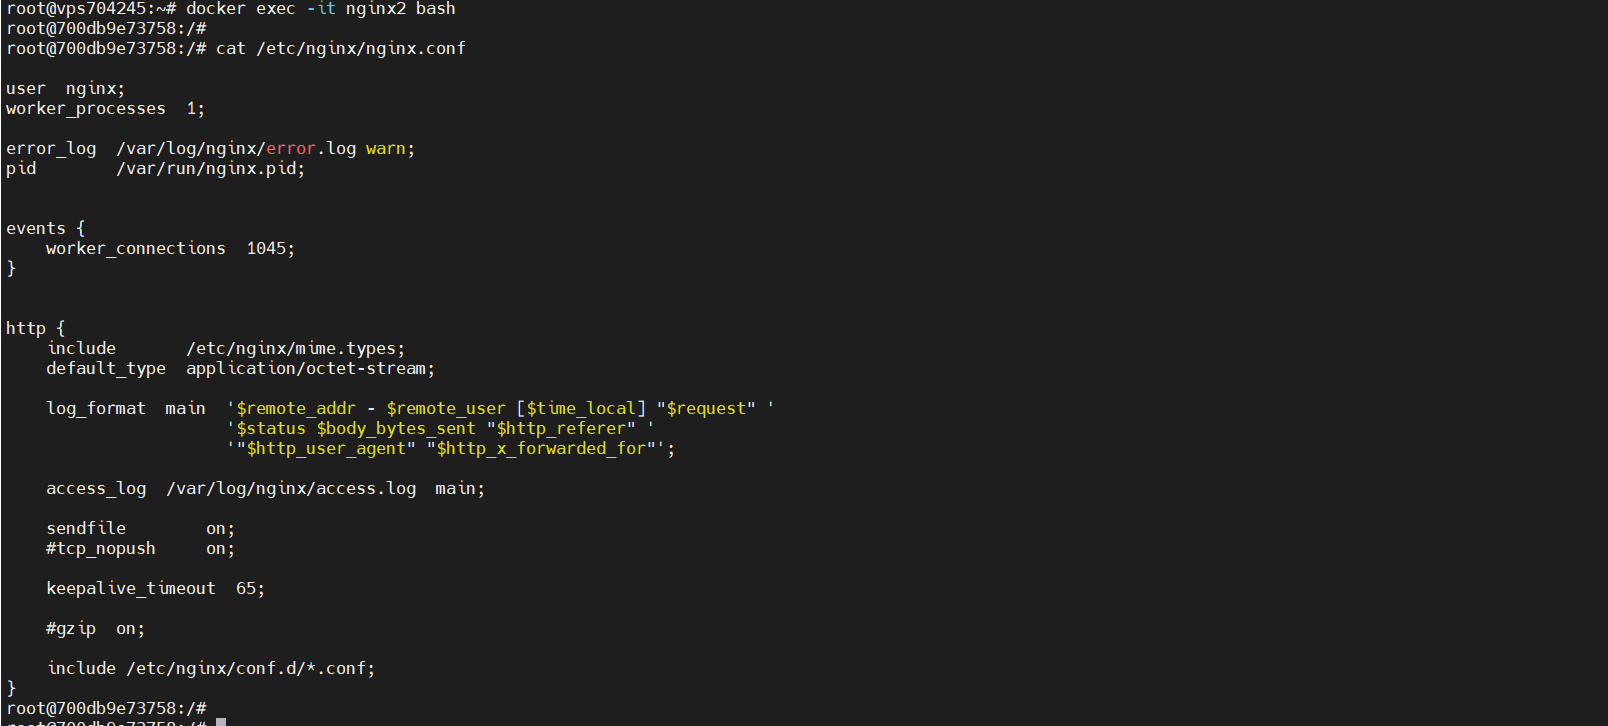 root@vps704245:~# docker exec -it nginx2 bash
root@700db9e73758:/#
root@700db9e73758:/# cat /etc/nginx/nginx.conf
user  nginx;
worker_processes  1;
error_log  /var/log/nginx/error.log warn;
pid        /var/run/nginx.pid;
events {
    worker_connections  1045;
}
http {
    include       /etc/nginx/mime.types;
    default_type  application/octet-stream;
    log_format  main  '$remote_addr - $remote_user [$time_local] "$request" '
                      '$status $body_bytes_sent "$http_referer" '
                      '"$http_user_agent" "$http_x_forwarded_for"';
    access_log  /var/log/nginx/access.log  main;
    sendfile        on;
    #tcp_nopush     on;
    keepalive_timeout  65;
    #gzip  on;
    include /etc/nginx/conf.d/*.conf;
}
root@700db9e73758:/#
root@700db9e73758:/#